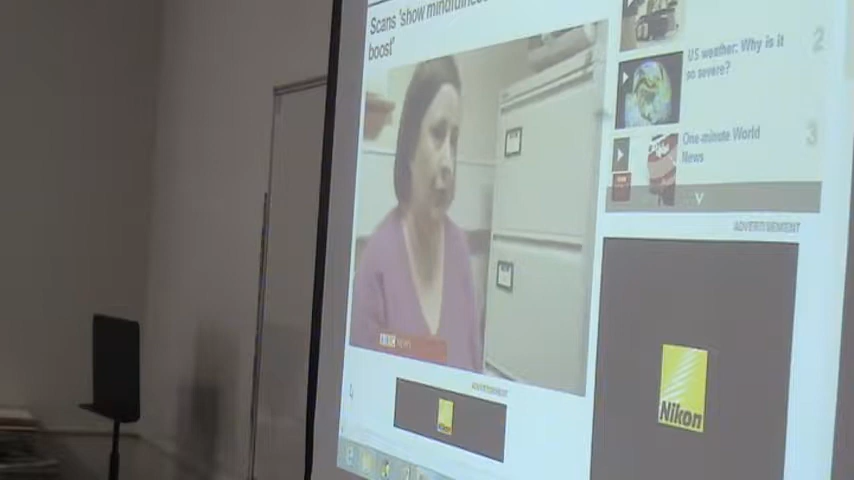 Scans 'show mindfulness
boost'
US weather: Why is it
so severe?
2
One-minute World
News
3
ADVERTISEMENT
BBC NEWS
ADVERTISEMENT
Nikon
Nikon